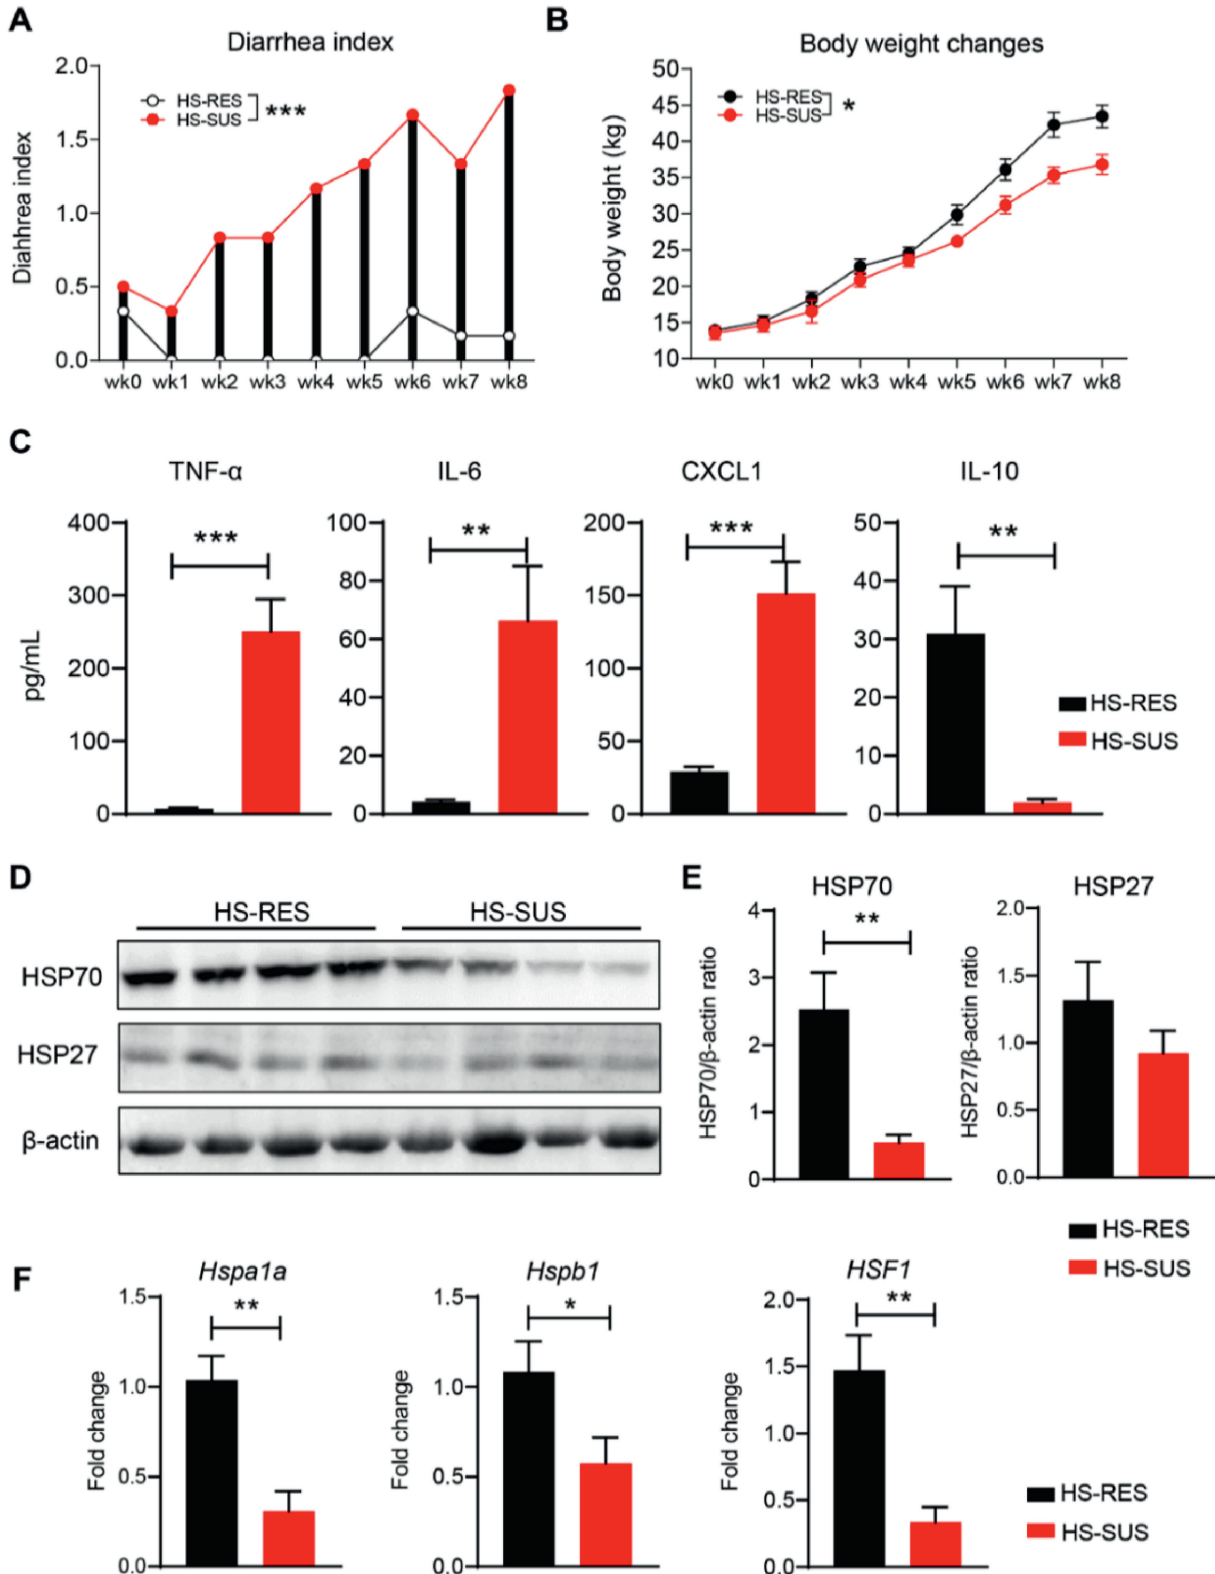 A
Diarrhea index
Diahhrea index
2.0
1.5
1.0
0.5
0.0
HS-RES
HS-SUS
***
wk0 wk1 wk2 wk3 wk4 wk5 wk6 wk7 wk8
B
Body weight changes
Body weight (kg)
50
45
40
35
30
25
20
15
10
HS-RES
HS-SUS
*
wk0 wk1 wk2 wk3 wk4 wk5 wk6 wk7 wk8
C
pg/mL
TNF-α
400
300
200
100
0
***
IL-6
100
80
60
40
20
0
**
CXCL1
200
150
100
50
0
***
IL-10
50
40
30
20
10
0
**
HS-RES
HS-SUS
D
HS-RES HS-SUS
HSP70
HSP27
β-actin
E
HSP70
HSP70/β-actin ratio
4
3
2
1
0
**
HSP27
HSP27/β-actin ratio
2.0
1.5
1.0
0.5
0.0
HS-RES
HS-SUS
F
Hspa1a
Fold change
1.5
1.0
0.5
0.0
**
Hspb1
Fold change
1.5
1.0
0.5
0.0
*
HSF1
Fold change
2.0
1.5
1.0
0.5
0.0
**
HS-RES
HS-SUS